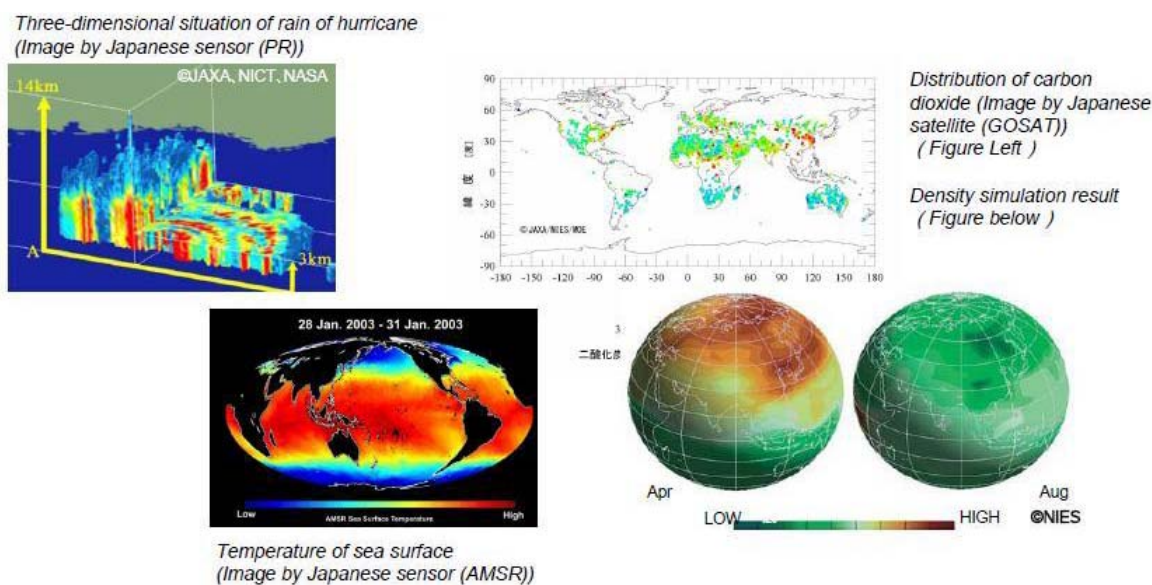 Three-dimensional situation of rain of hurricane
(Image by Japanese sensor (PR))
©JAXA, NICT, NASA
14km
A
3km
90
60
30
0
-30
-60
-90
緯 度 [度]
©JAXA/NIES/MOE
-180 -150 -120 -90 -60 -30 0 30 60 90 120 150 180
Distribution of carbon
dioxide (Image by Japanese
satellite (GOSAT))
( Figure Left )
Density simulation result
( Figure below )
28 Jan. 2003 - 31 Jan. 2003
Low
AMSR Sea Surface Temperature
High
Temperature of sea surface
(Image by Japanese sensor (AMSR))
3
二酸化
Apr
Aug
LOW
HIGH
©NIES